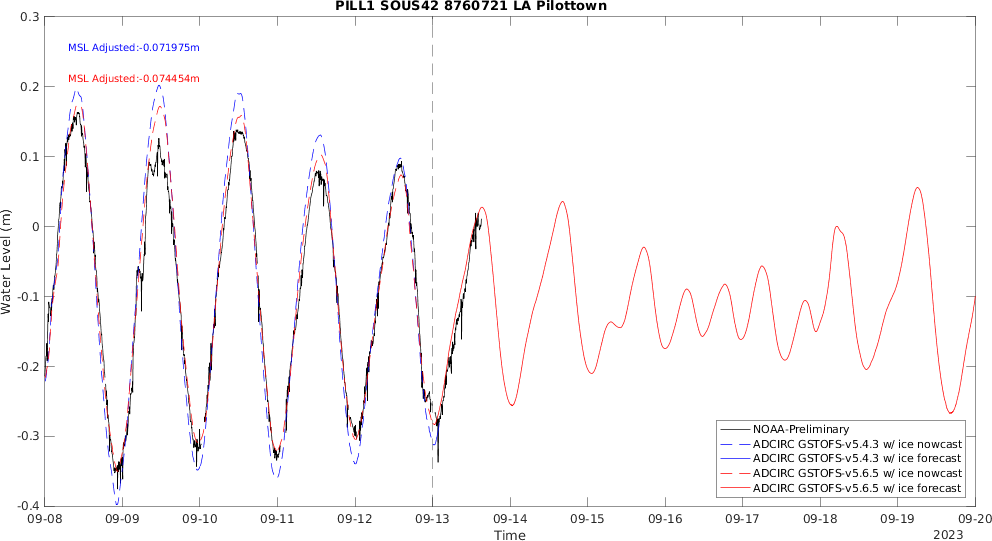 PILL1 SOUS42 8760721 LA Pilottown
MSL Adjusted:-0.071975m
MSL Adjusted:-0.074454m
Water Level (m)
0.3
0.2
0.1
0
-0.1
-0.2
-0.3
-0.4
NOAA-Preliminary
ADCIRC GSTOFS-v5.4.3 w/ ice nowcast
ADCIRC GSTOFS-v5.4.3 w/ ice forecast
ADCIRC GSTOFS-v5.6.5 w/ ice nowcast
ADCIRC GSTOFS-v5.6.5 w/ ice forecast
09-08 09-09 09-10 09-11 09-12 09-13 09-14 09-15 09-16 09-17 09-18 09-19 09-20
Time
2023